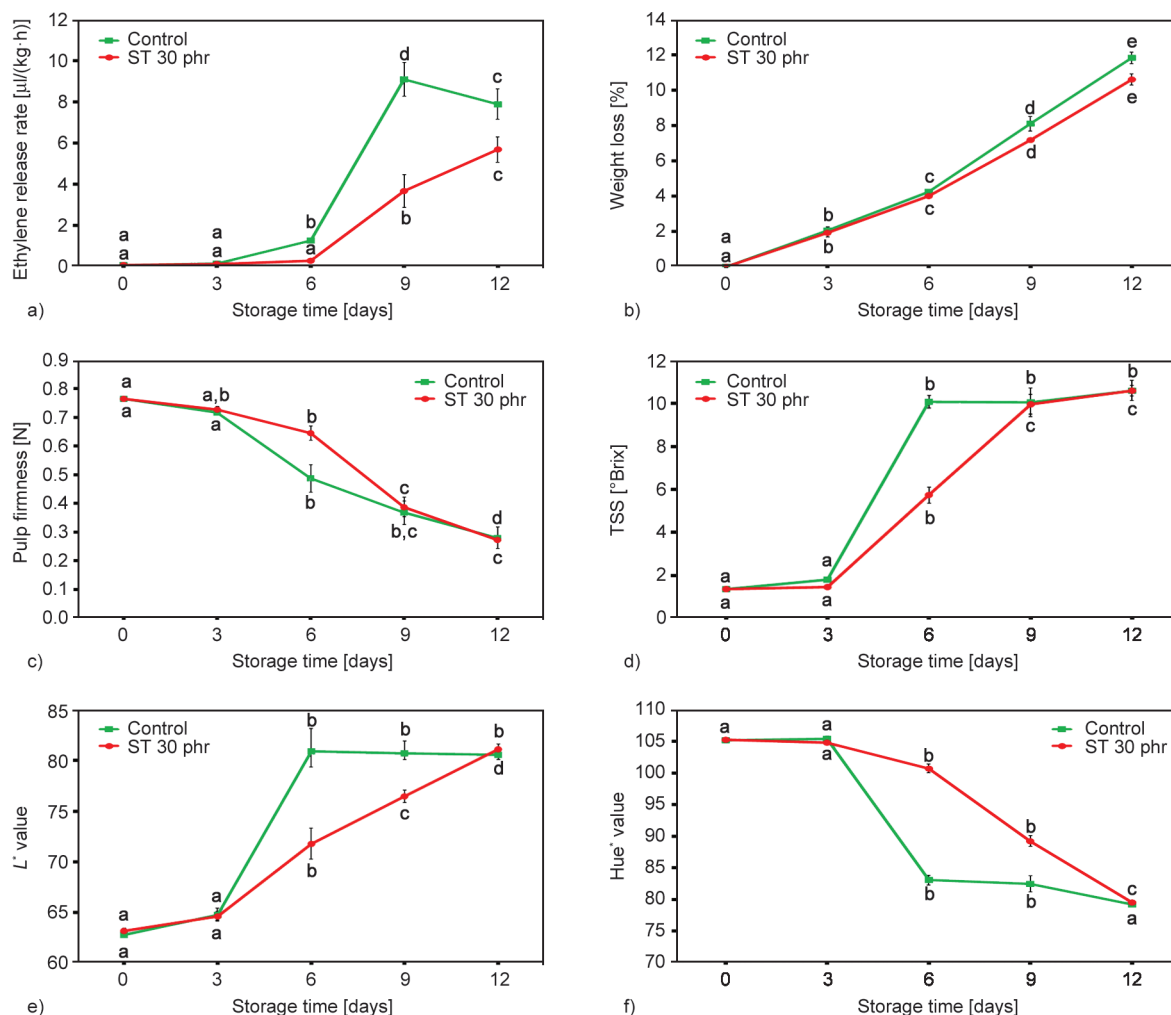 Ethylene release rate [µl/(kg·h)]
12
10
8
6
4
2
0
Control
ST 30 phr
a
a
a
a
b
a
d
b
c
c
0 3 6 9 12
Storage time [days]
a)
Weight loss [%]
14
12
10
8
6
4
2
0
Control
ST 30 phr
a
a
b
b
c
c
d
d
e
e
0 3 6 9 12
Storage time [days]
b)
Pulp firmness [N]
0.9
0.8
0.7
0.6
0.5
0.4
0.3
0.2
0.1
0.0
Control
ST 30 phr
a
a
a,b
a
b
b
c
b,c
d
c
0 3 6 9 12
Storage time [days]
c)
TSS [°Brix]
12
10
8
6
4
2
0
Control
ST 30 phr
a
a
a
a
b
b
b
c
b
c
0 3 6 9 12
Storage time [days]
d)
L* value
85
80
75
70
65
60
Control
ST 30 phr
a
a
a
a
b
b
b
c
b
d
0 3 6 9 12
Storage time [days]
e)
Hue* value
110
105
100
95
90
85
80
75
70
Control
ST 30 phr
a
a
a
b
b
b
b
c
a
0 3 6 9 12
Storage time [days]
f)